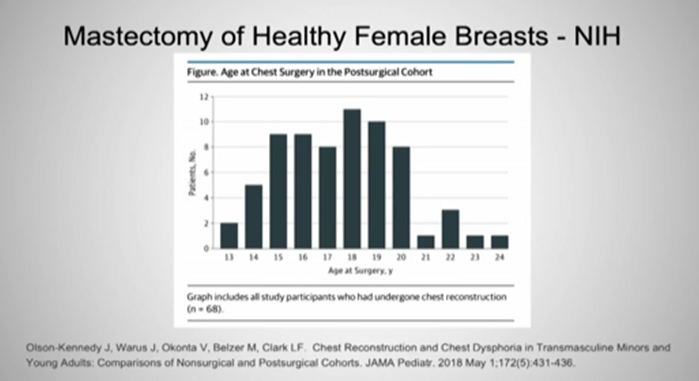 Mastectomy of Healthy Female Breasts - NIH
Figure. Age at Chest Surgery in the Postsurgical Cohort
12
10
8
6
4
2
0
Patients, No.
13 14 15 16 17 18 19 20 21 22 23 24
Age at Surgery, y
Graph includes all study participants who had undergone chest reconstruction
(n = 68).
Olson-Kennedy J, Warus J, Okonta V, Belzer M, Clark LF. Chest Reconstruction and Chest Dysphoria in Transmasculine Minors and
Young Adults: Comparisons of Nonsurgical and Postsurgical Cohorts. JAMA Pediatr. 2018 May 1;172(5):431-436.